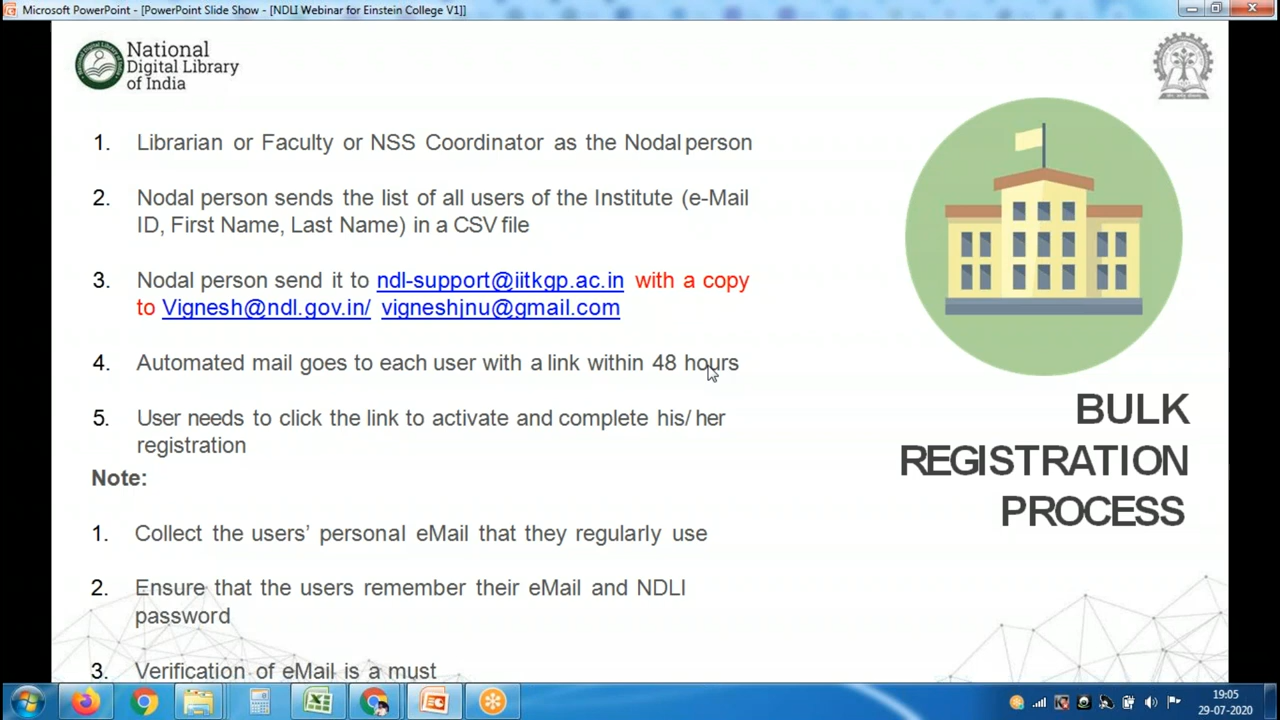 Microsoft PowerPoint - [PowerPoint Slide Show - [NDLI Webinar for Einstein College V1]]
National
Digital Library
of India
1. Librarian or Faculty or NSS Coordinator as the Nodal person
2. Nodal person sends the list of all users of the Institute (e-Mail
ID, First Name, Last Name) in a CSV file
3. Nodal person send it to ndl-support@iitkgp.ac.in with a copy
to Vignesh@ndl.gov.in/ vigneshjnu@gmail.com
4. Automated mail goes to each user with a link within 48 hours
5. User needs to click the link to activate and complete his/ her
registration
Note:
1. Collect the users’ personal eMail that they regularly use
2. Ensure that the users remember their eMail and NDLI
password
3. Verification of eMail is a must
BULK
REGISTRATION
PROCESS
19:05
29-07-2020